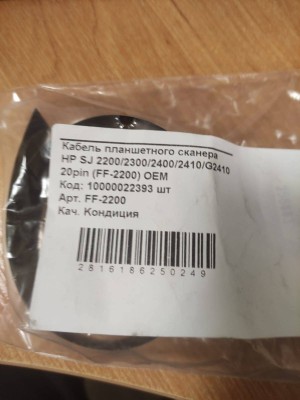 Кабель планшетного сканера
HP SJ 2200/2300/2400/2410/G2410
20pin (FF-2200) OEM
Код: 10000022393 шт
Арт. FF-2200
Кач. Кондиция
2816186250249